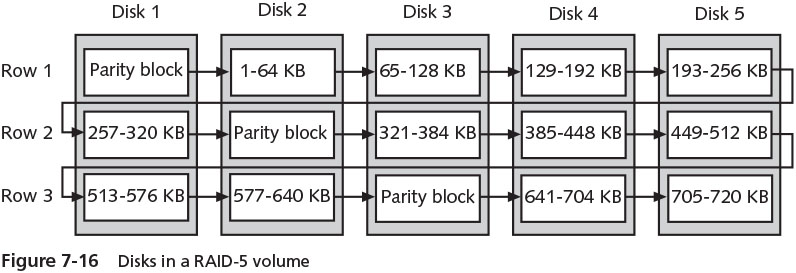 Disk 1 Disk 2 Disk 3 Disk 4 Disk 5
Row 1 Parity block 1-64 KB 65-128 KB 129-192 KB 193-256 KB
Row 2 257-320 KB Parity block 321-384 KB 385-448 KB 449-512 KB
Row 3 513-576 KB 577-640 KB Parity block 641-704 KB 705-720 KB
Figure 7-16 Disks in a RAID-5 volume